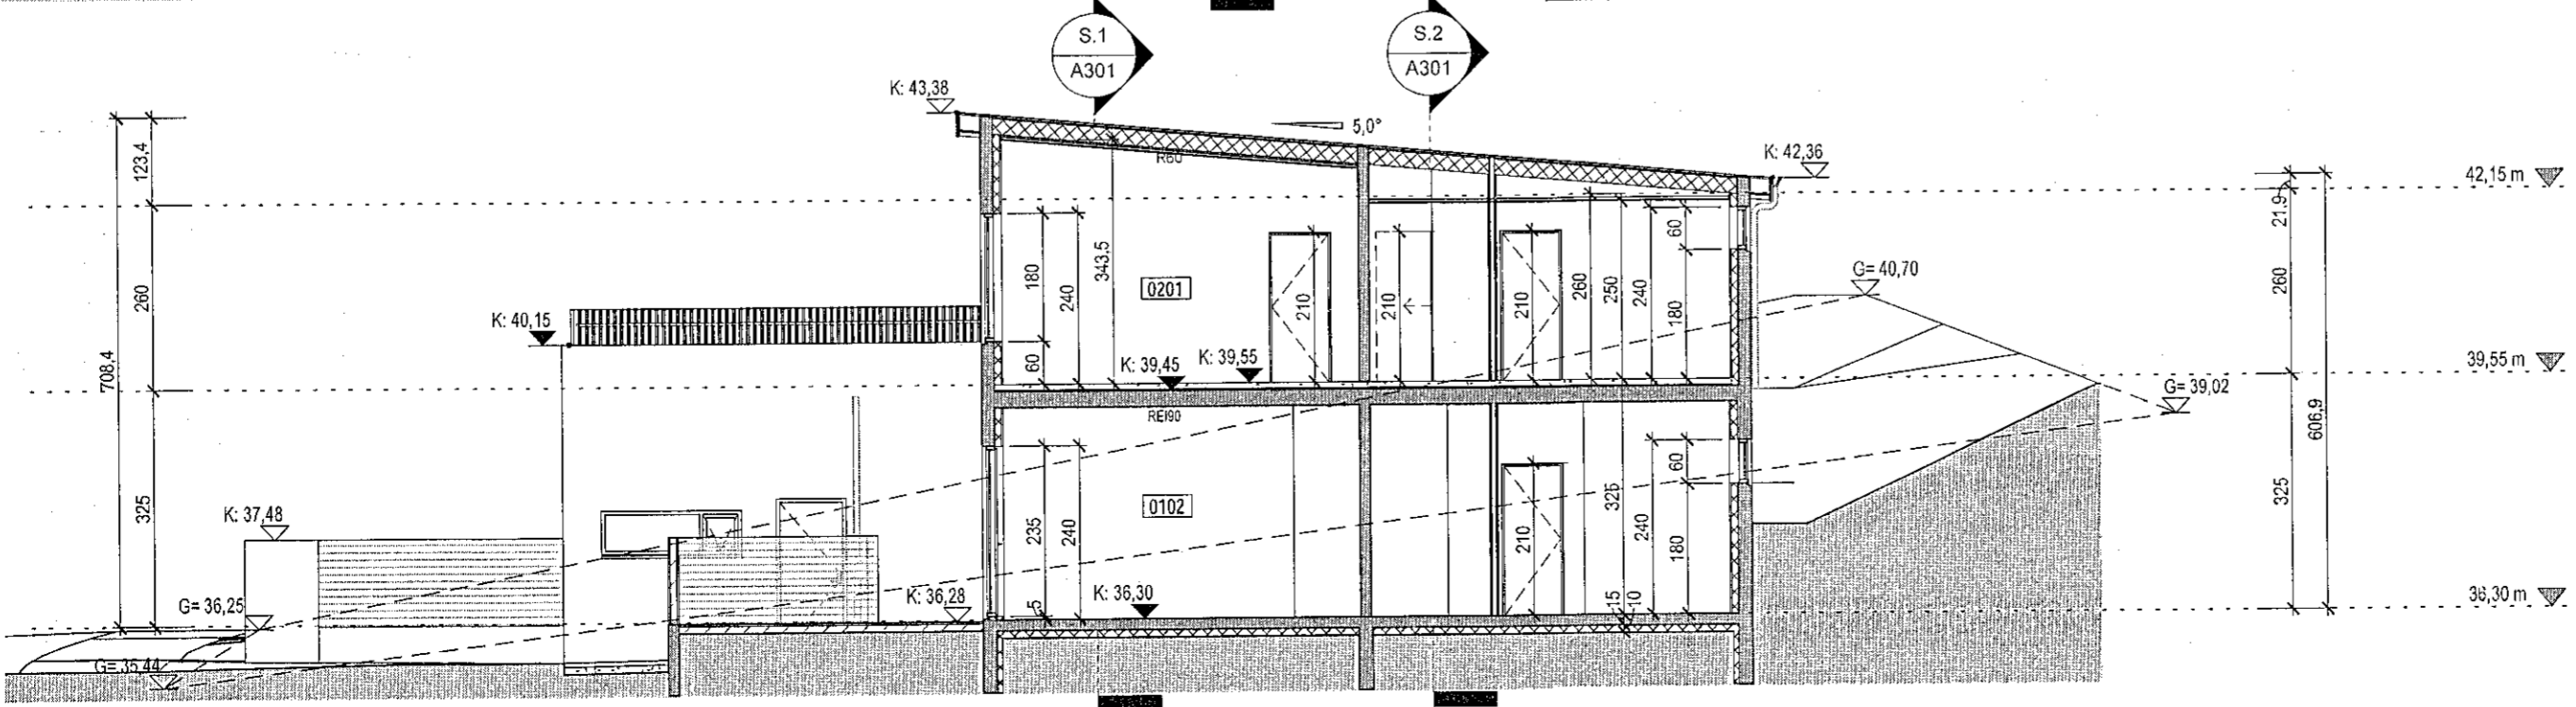 S.1
A301
S.2
A301
K: 43,38
5,0°
K: 42,36
42,15 m
123,4
R60
21,9
260
708,4
325
K: 40,15
180
240
60
343,5
0201
210
210
210
260
250
240
60
180
G= 40,70
260
39,55 m
K: 39,45
K: 39,55
G= 39,02
606,9
REI90
K: 37,48
235
240
5
0102
210
325
240
60
180
325
G= 36,25
K: 36,28
K: 36,30
15
10
36,30 m
G= 35,44